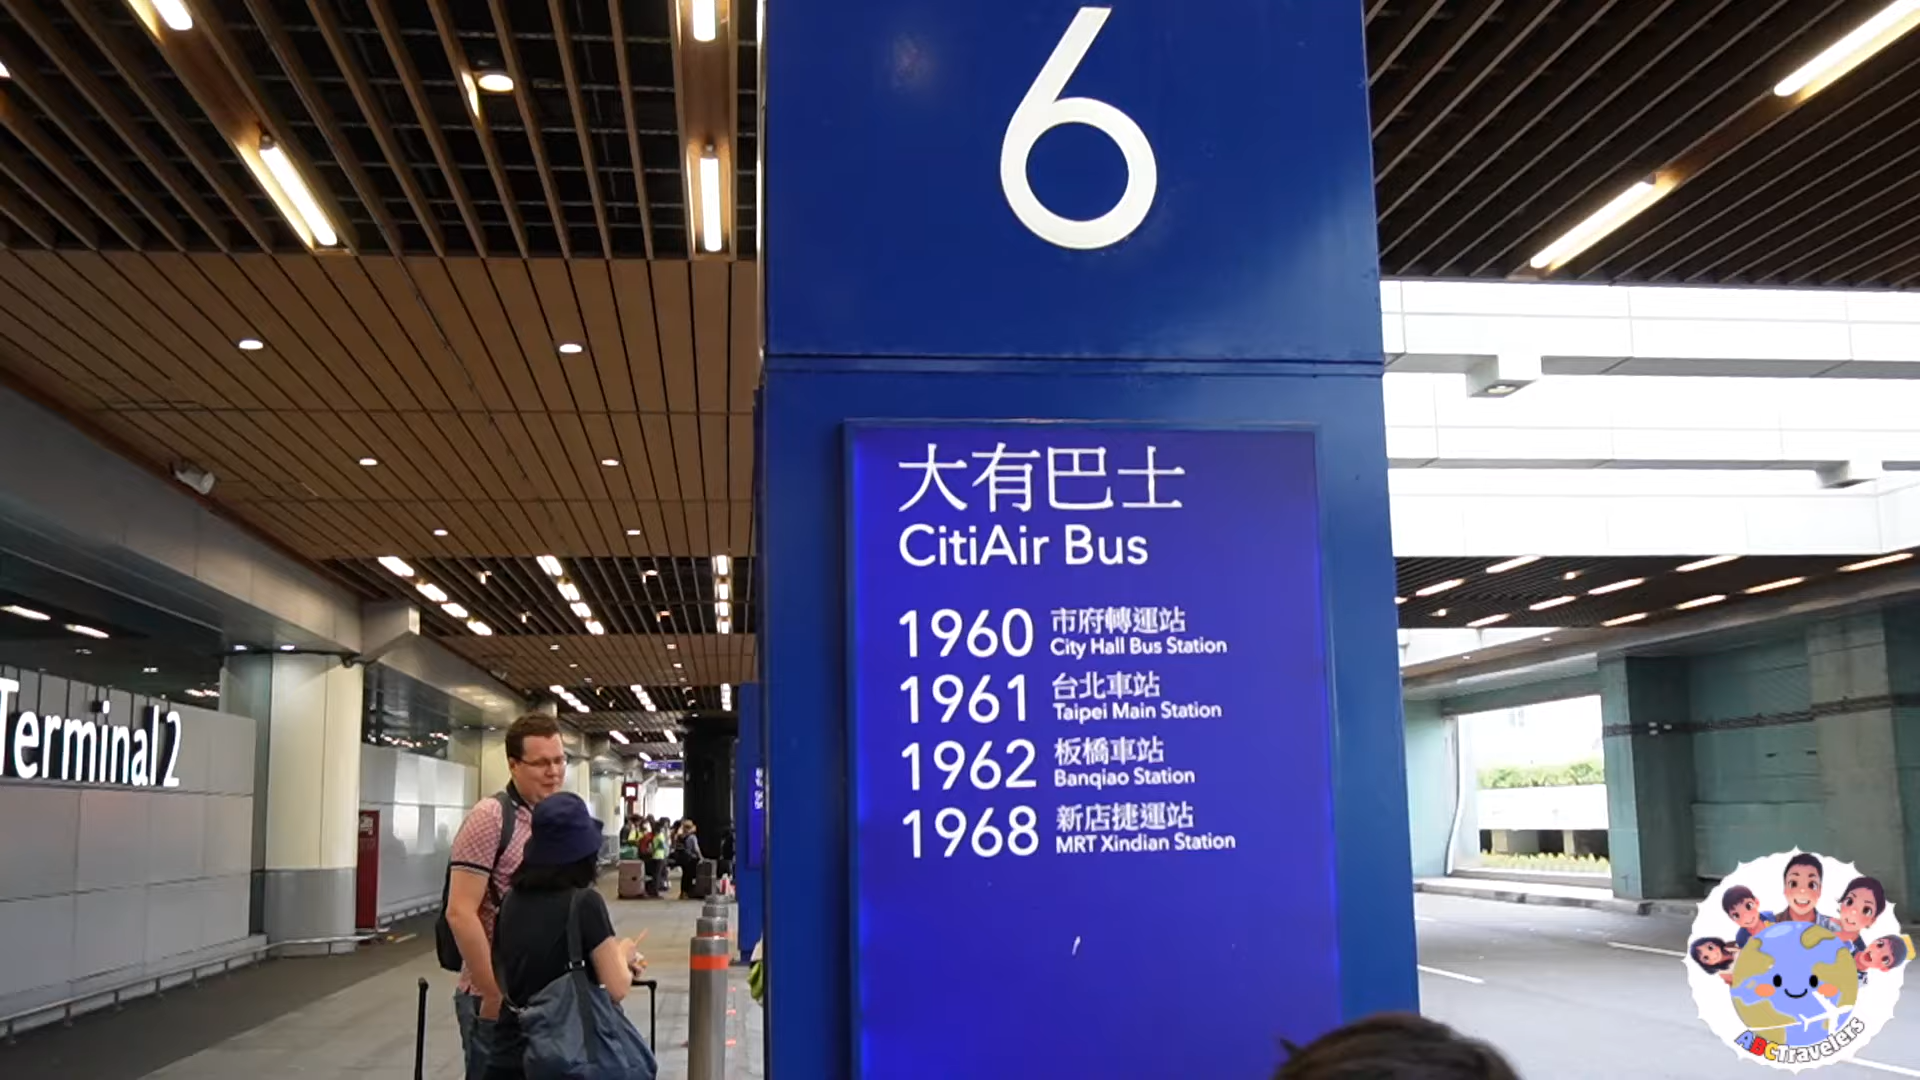 6
大有巴士
CitiAir Bus
1960 市府轉運站
City Hall Bus Station
1961 台北車站
Taipei Main Station
1962 板橋車站
Banqiao Station
1968 新店捷運站
MRT Xindian Station
Terminal 2
ABCTravelers